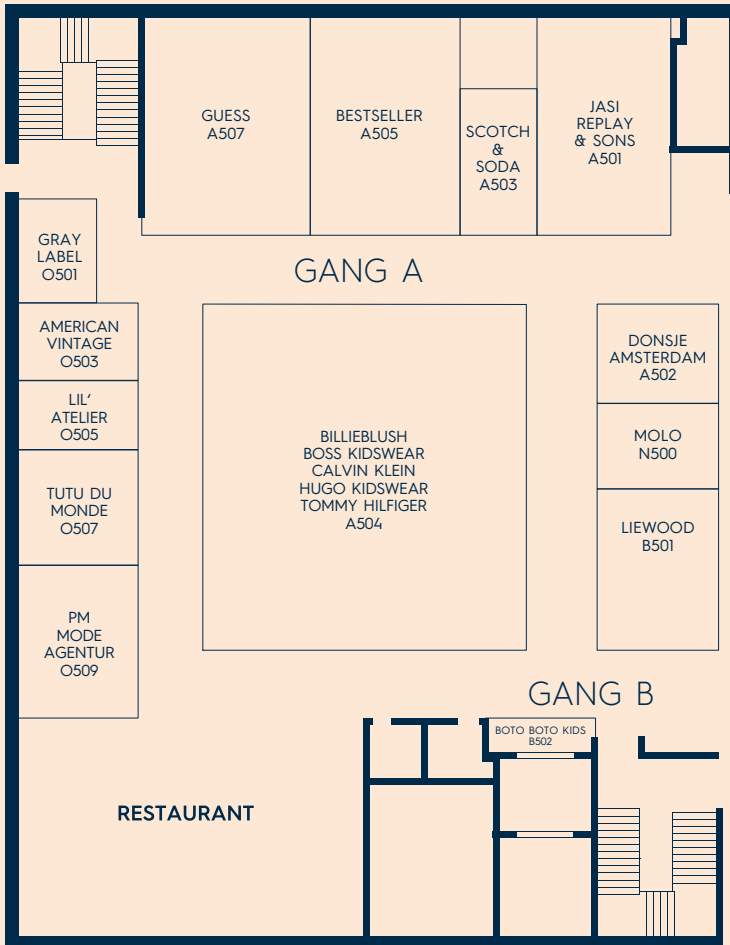 GUESS
A507
BESTSELLER
A505
SCOTCH
&
SODA
A503
JASI
REPLAY
& SONS
A501
GRAY
LABEL
O501
GANG A
AMERICAN
VINTAGE
O503
LIL'
ATELIER
O505
TUTU DU
MONDE
O507
PM
MODE
AGENTUR
O509
BILLIEBLUSH
BOSS KIDSWEAR
CALVIN KLEIN
HUGO KIDSWEAR
TOMMY HILFIGER
A504
DONSJE
AMSTERDAM
A502
MOLO
N500
LIEWOOD
B501
GANG B
BOTO BOTO KIDS
B502
RESTAURANT